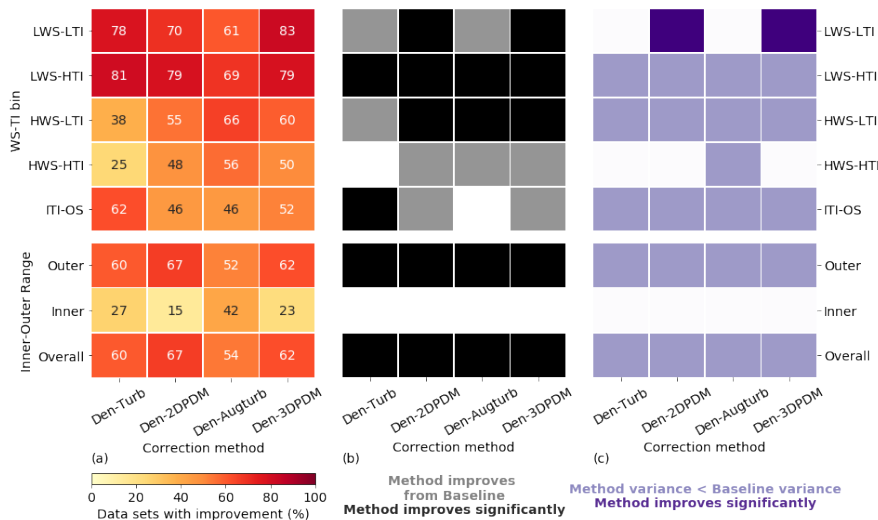 WS-TI bin
LWS-LTI 78 70 61 83 LWS-LTI
LWS-HTI 81 79 69 79 LWS-HTI
HWS-LTI 38 55 66 60 HWS-LTI
HWS-HTI 25 48 56 50 HWS-HTI
ITI-OS 62 46 46 52 ITI-OS
Inner-Outer Range
Outer 60 67 52 62 Outer
Inner 27 15 42 23 Inner
Overall 60 67 54 62 Overall
Den-Turb Den-2DPDM Den-Augturb Den-3DPDM Den-Turb Den-2DPDM Den-Augturb Den-3DPDM Den-Turb Den-2DPDM Den-Augturb Den-3DPDM
Correction method Correction method Correction method
(a) (b) (c)
0 20 40 60 80 100
Data sets with improvement (%)
Method improves
from Baseline
Method improves significantly
Method variance < Baseline variance
Method improves significantly